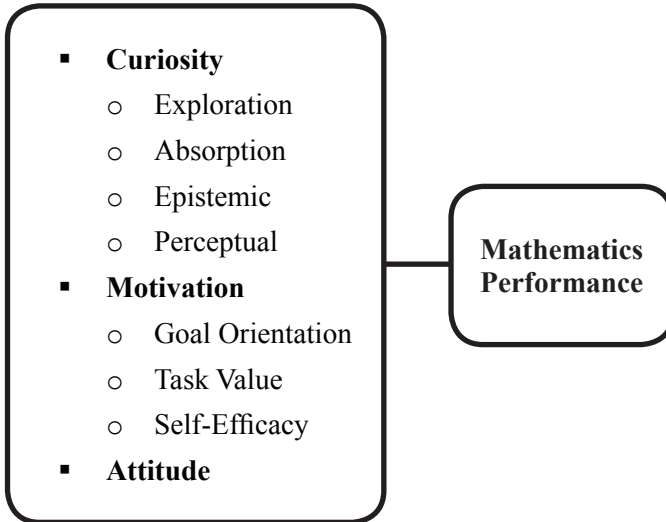 ▪ Curiosity
o Exploration
o Absorption
o Epistemic
o Perceptual
▪ Motivation
o Goal Orientation
o Task Value
o Self-Efficacy
▪ Attitude
Mathematics
Performance